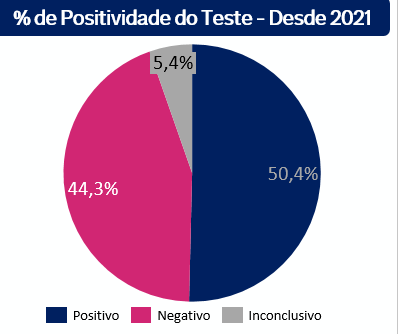 % de Positividade do Teste - Desde 2021
5,4%
50,4%
44,3%
Positivo
Negativo
Inconclusivo